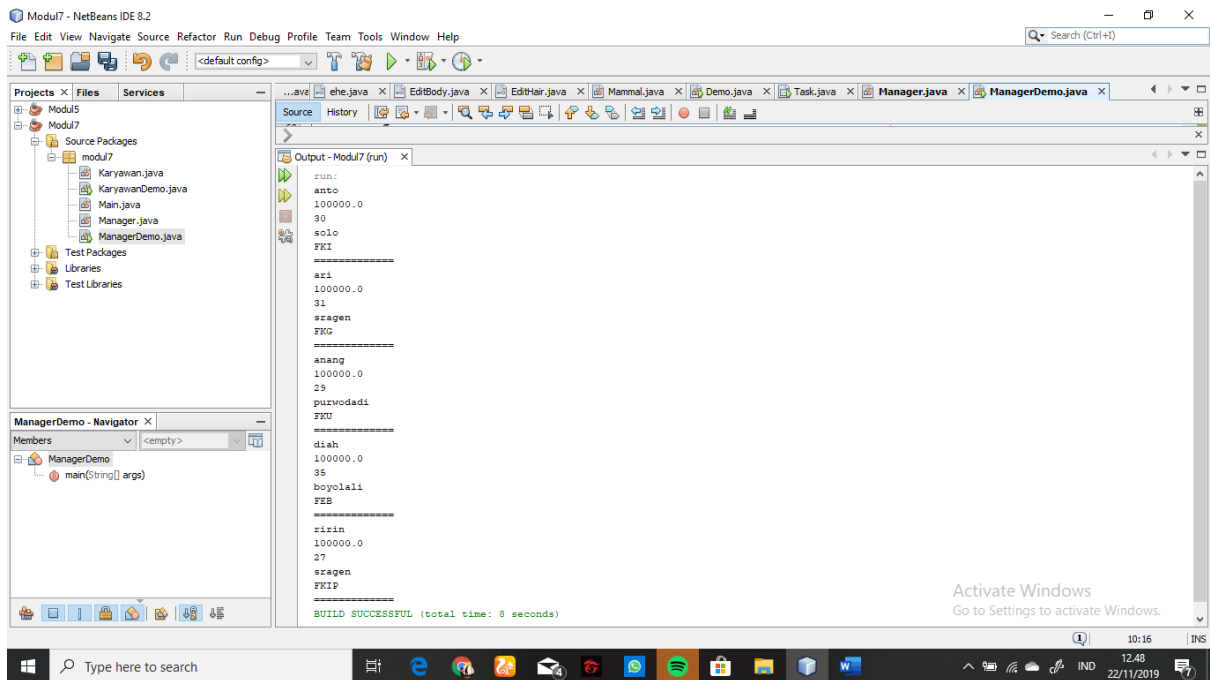 Modul7 - NetBeans IDE 8.2
File Edit View Navigate Source Refactor Run Debug Profile Team Tools Window Help
Search (Ctrl+I)
<default config>
Projects Files Services
...ava ehe.java EditBody.java EditHair.java Mammal.java Demo.java Task.java Manager.java ManagerDemo.java
Source History
Modul5
Modul7
Source Packages
modul7
Karyawan.java
KaryawanDemo.java
Main.java
Manager.java
ManagerDemo.java
Test Packages
Libraries
Test Libraries
ManagerDemo - Navigator
Members <empty>
ManagerDemo
main(String[] args)
Output - Modul7 (run)
run:
anto
100000.0
30
solo
FKI
=============
ari
100000.0
31
sragen
FKG
=============
anang
100000.0
29
purwodadi
FKU
=============
diah
100000.0
35
boyolali
FEB
=============
ririn
100000.0
27
sragen
FKIP
=============
BUILD SUCCESSFUL (total time: 8 seconds)
Activate Windows
Go to Settings to activate Windows.
1 10:16 INS
Type here to search
IND
12.48
22/11/2019